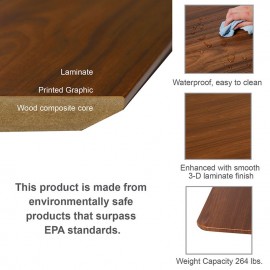 Laminate
Printed Graphic
Wood composite core
Waterproof, easy to clean
Enhanced with smooth
3-D laminate finish
This product is made from
environmentally safe
products that surpass
EPA standards.
Weight Capacity 264 lbs.